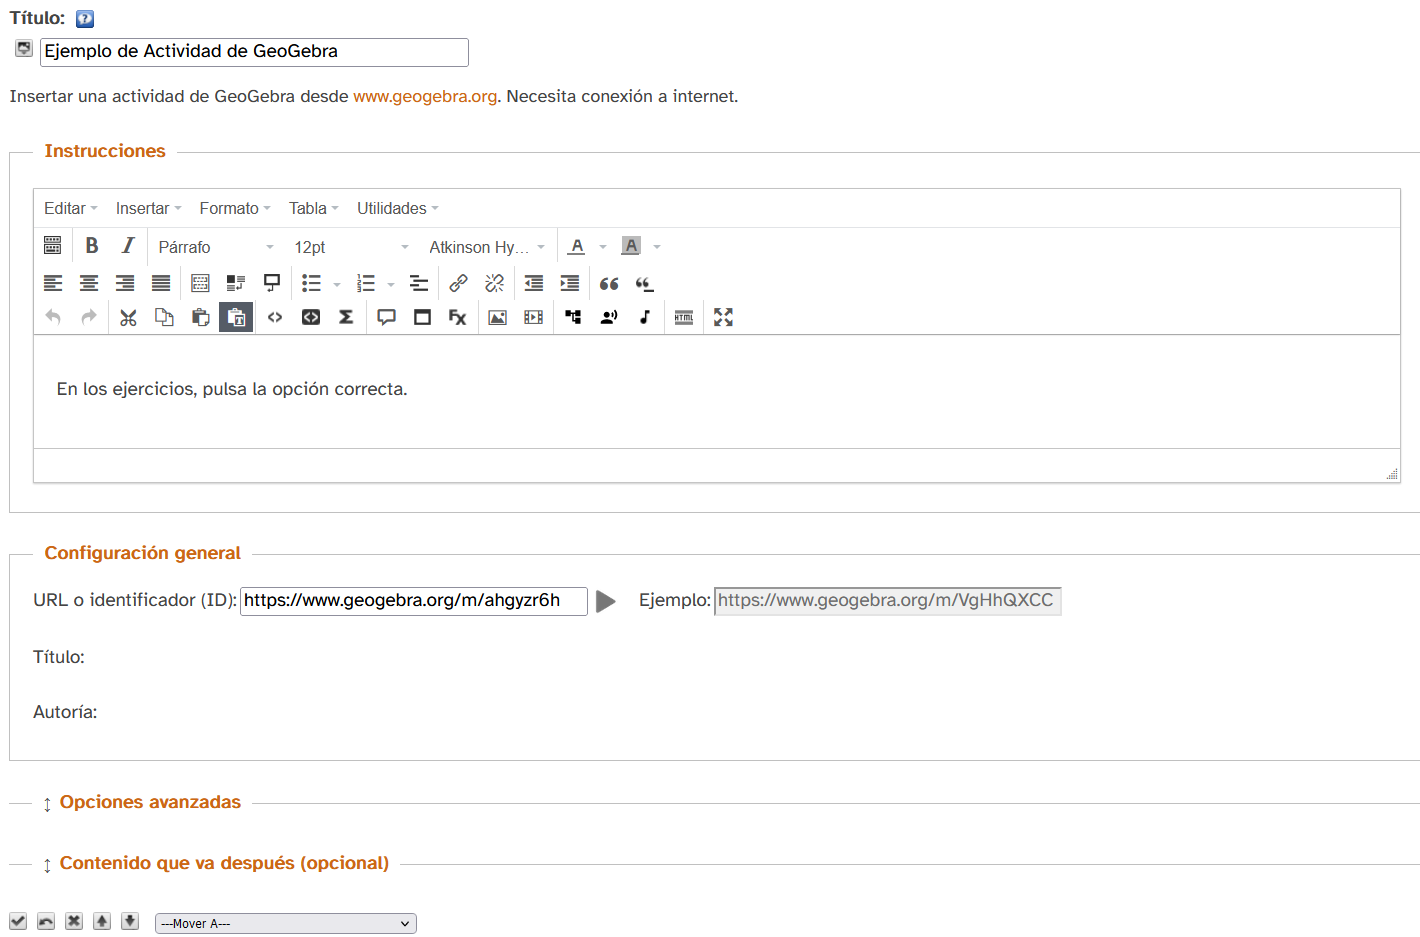 Título:
Ejemplo de Actividad de GeoGebra
Insertar una actividad de GeoGebra desde www.geogebra.org. Necesita conexión a internet.
Instrucciones
Editar Insertar Formato Tabla Utilidades
B I Párrafo 12pt Atkinson Hy... A A
En los ejercicios, pulsa la opción correcta.
Configuración general
URL o identificador (ID): https://www.geogebra.org/m/ahgyzr6h Ejemplo: https://www.geogebra.org/m/VgHhQXCC
Título:
Autoría:
Opciones avanzadas
Contenido que va después (opcional)
---Mover A---